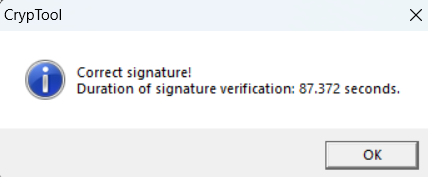 CrypTool
Correct signature!
Duration of signature verification: 87.372 seconds.
OK